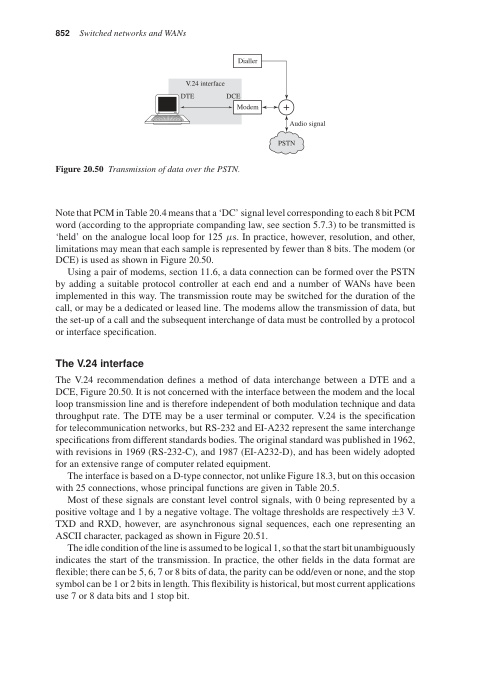 852 Switched networks and WANs
Dialler
V.24 interface
DTE DCE
Modem
+
Audio signal
PSTN
Figure 20.50 Transmission of data over the PSTN.
Note that PCM in Table 20.4 means that a ‘DC’ signal level corresponding to each 8 bit PCM
word (according to the appropriate companding law, see section 5.7.3) to be transmitted is
‘held’ on the analogue local loop for 125 μs. In practice, however, resolution, and other,
limitations may mean that each sample is represented by fewer than 8 bits. The modem (or
DCE) is used as shown in Figure 20.50.
Using a pair of modems, section 11.6, a data connection can be formed over the PSTN
by adding a suitable protocol controller at each end and a number of WANs have been
implemented in this way. The transmission route may be switched for the duration of the
call, or may be a dedicated or leased line. The modems allow the transmission of data, but
the set-up of a call and the subsequent interchange of data must be controlled by a protocol
or interface specification.
The V.24 interface
The V.24 recommendation defines a method of data interchange between a DTE and a
DCE, Figure 20.50. It is not concerned with the interface between the modem and the local
loop transmission line and is therefore independent of both modulation technique and data
throughput rate. The DTE may be a user terminal or computer. V.24 is the specification
for telecommunication networks, but RS-232 and EI-A232 represent the same interchange
specifications from different standards bodies. The original standard was published in 1962,
with revisions in 1969 (RS-232-C), and 1987 (EI-A232-D), and has been widely adopted
for an extensive range of computer related equipment.
The interface is based on a D-type connector, not unlike Figure 18.3, but on this occasion
with 25 connections, whose principal functions are given in Table 20.5.
Most of these signals are constant level control signals, with 0 being represented by a
positive voltage and 1 by a negative voltage. The voltage thresholds are respectively ±3 V.
TXD and RXD, however, are asynchronous signal sequences, each one representing an
ASCII character, packaged as shown in Figure 20.51.
The idle condition of the line is assumed to be logical 1, so that the start bit unambiguously
indicates the start of the transmission. In practice, the other fields in the data format are
flexible; there can be 5, 6, 7 or 8 bits of data, the parity can be odd/even or none, and the stop
symbol can be 1 or 2 bits in length. This flexibility is historical, but most current applications
use 7 or 8 data bits and 1 stop bit.